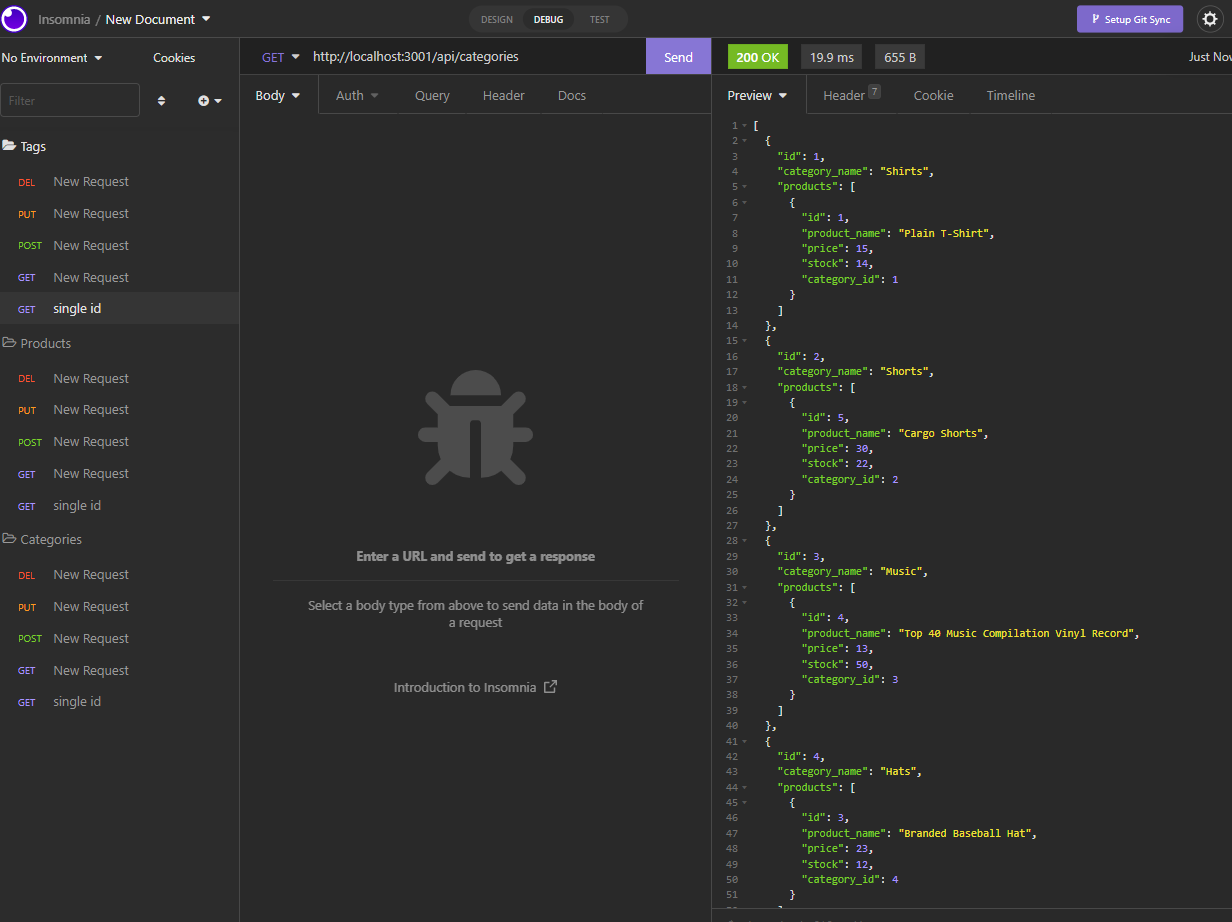 Insomnia / New Document
DESIGN DEBUG TEST
Setup Git Sync
No Environment Cookies
GET http://localhost:3001/api/categories Send
200 OK 19.9 ms 655 B Just Now
Filter
Body Auth Query Header Docs
Preview Header 7 Cookie Timeline
Tags
DEL New Request
PUT New Request
POST New Request
GET New Request
GET single id
Products
DEL New Request
PUT New Request
POST New Request
GET New Request
GET single id
Categories
DEL New Request
PUT New Request
POST New Request
GET New Request
GET single id
Enter a URL and send to get a response
Select a body type from above to send data in the body of
a request
Introduction to Insomnia
1 [
2 {
3 "id": 1,
4 "category_name": "Shirts",
5 "products": [
6 {
7 "id": 1,
8 "product_name": "Plain T-Shirt",
9 "price": 15,
10 "stock": 14,
11 "category_id": 1
12 }
13 ]
14 },
15 {
16 "id": 2,
17 "category_name": "Shorts",
18 "products": [
19 {
20 "id": 5,
21 "product_name": "Cargo Shorts",
22 "price": 30,
23 "stock": 22,
24 "category_id": 2
25 }
26 ]
27 },
28 {
29 "id": 3,
30 "category_name": "Music",
31 "products": [
32 {
33 "id": 4,
34 "product_name": "Top 40 Music Compilation Vinyl Record",
35 "price": 13,
36 "stock": 50,
37 "category_id": 3
38 }
39 ]
40 },
41 {
42 "id": 4,
43 "category_name": "Hats",
44 "products": [
45 {
46 "id": 3,
47 "product_name": "Branded Baseball Hat",
48 "price": 23,
49 "stock": 12,
50 "category_id": 4
51 }